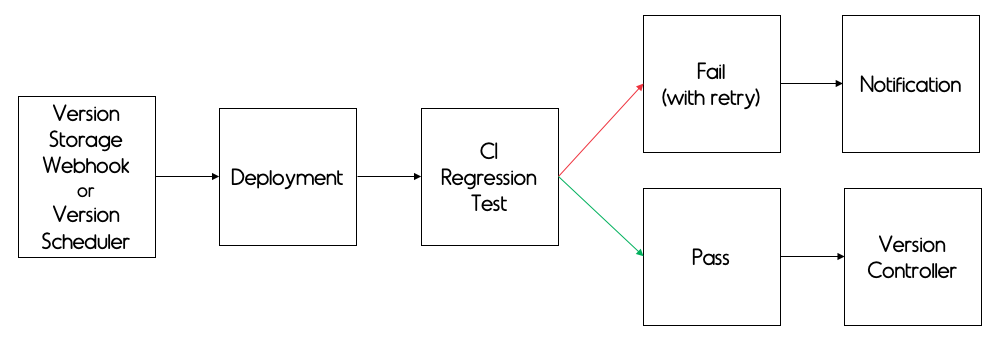 Version
Storage
Webhook
or
Version
Scheduler
Deployment
CI
Regression
Test
Fail
(with retry)
Notification
Pass
Version
Controller